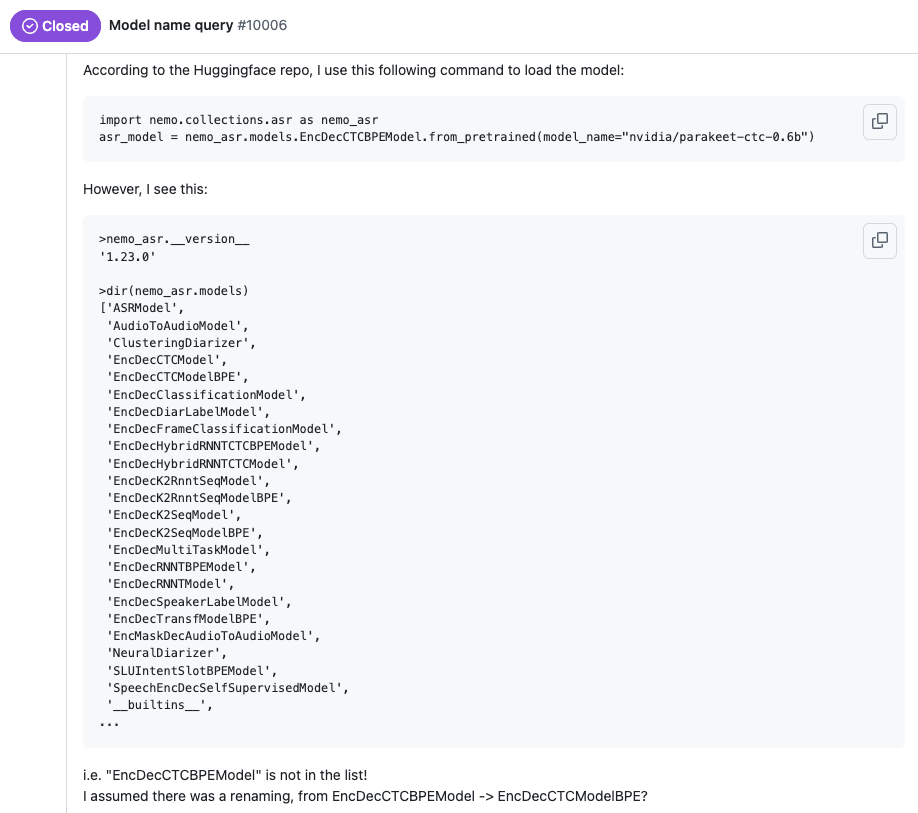 Closed Model name query #10006
According to the Huggingface repo, I use this following command to load the model:
import nemo.collections.asr as nemo_asr
asr_model = nemo_asr.models.EncDecCTCBPEModel.from_pretrained(model_name="nvidia/parakeet-ctc-0.6b")
However, I see this:
>nemo_asr.__version__
'1.23.0'
>dir(nemo_asr.models)
['ASRModel',
'AudioToAudioModel',
'ClusteringDiarizer',
'EncDecCTCModel',
'EncDecCTCModelBPE',
'EncDecClassificationModel',
'EncDecDiarLabelModel',
'EncDecFrameClassificationModel',
'EncDecHybridRNNTCTCBPEModel',
'EncDecHybridRNNTCTCModel',
'EncDecK2RnntSeqModel',
'EncDecK2RnntSeqModelBPE',
'EncDecK2SeqModel',
'EncDecK2SeqModelBPE',
'EncDecMultiTaskModel',
'EncDecRNNTBPEModel',
'EncDecRNNTModel',
'EncDecSpeakerLabelModel',
'EncDecTransfModelBPE',
'EncMaskDecAudioToAudioModel',
'NeuralDiarizer',
'SLUIntentSlotBPEModel',
'SpeechEncDecSelfSupervisedModel',
'__builtins__',
...
i.e. "EncDecCTCBPEModel" is not in the list!
I assumed there was a renaming, from EncDecCTCBPEModel -> EncDecCTCModelBPE?